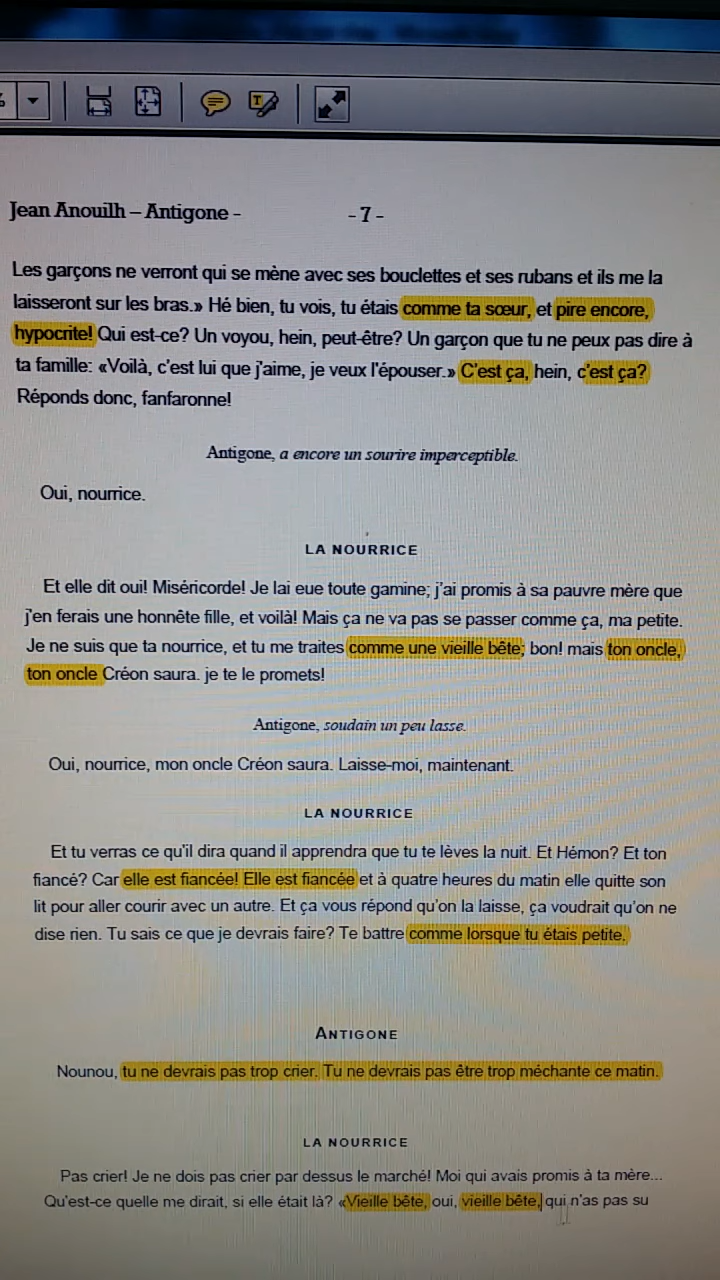 Jean Anouilh – Antigone - - 7 -
Les garçons ne verront qui se mène avec ses bouclettes et ses rubans et ils me la
laisseront sur les bras.» Hé bien, tu vois, tu étais comme ta sœur, et pire encore,
hypocrite! Qui est-ce? Un voyou, hein, peut-être? Un garçon que tu ne peux pas dire à
ta famille: «Voilà, c'est lui que j'aime, je veux l'épouser.» C'est ça, hein, c'est ça?
Réponds donc, fanfaronne!
Antigone, a encore un sourire imperceptible.
Oui, nourrice.
LA NOURRICE
Et elle dit oui! Miséricorde! Je lai eue toute gamine; j'ai promis à sa pauvre mère que
j'en ferais une honnête fille, et voilà! Mais ça ne va pas se passer comme ça, ma petite.
Je ne suis que ta nourrice, et tu me traites comme une vieille bête; bon! mais ton oncle,
ton oncle Créon saura. je te le promets!
Antigone, soudain un peu lasse.
Oui, nourrice, mon oncle Créon saura. Laisse-moi, maintenant.
LA NOURRICE
Et tu verras ce qu'il dira quand il apprendra que tu te lèves la nuit. Et Hémon? Et ton
fiancé? Car elle est fiancée! Elle est fiancée et à quatre heures du matin elle quitte son
lit pour aller courir avec un autre. Et ça vous répond qu'on la laisse, ça voudrait qu'on ne
dise rien. Tu sais ce que je devrais faire? Te battre comme lorsque tu étais petite.
ANTIGONE
Nounou, tu ne devrais pas trop crier. Tu ne devrais pas être trop méchante ce matin.
LA NOURRICE
Pas crier! Je ne dois pas crier par dessus le marché! Moi qui avais promis à ta mère...
Qu'est-ce quelle me dirait, si elle était là? «Vieille bête, oui, vieille bête, qui n'as pas su